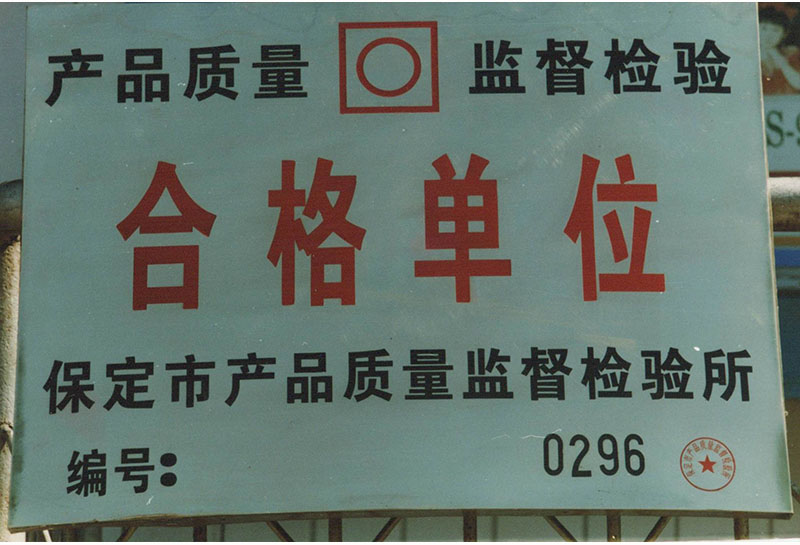 产品质量 监督检验
合格单位
保定市产品质量监督检验所
编号: 0296
S-9